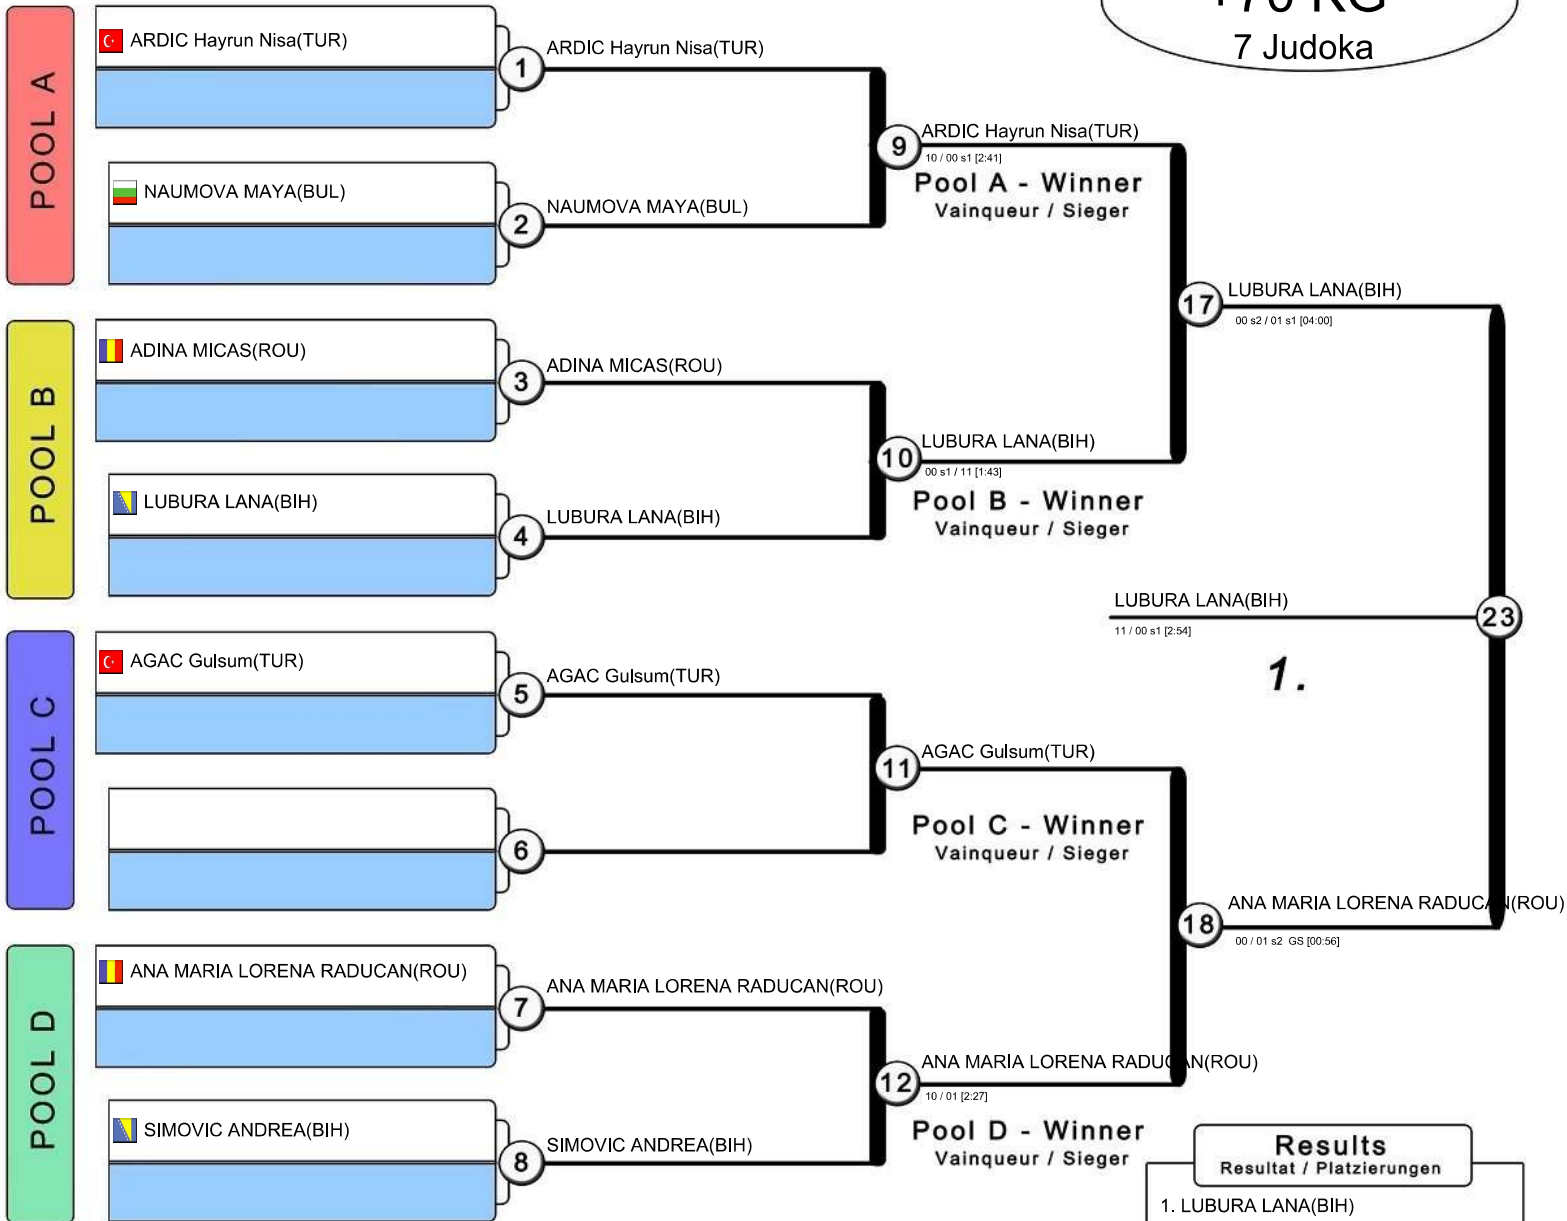 +70 KG
7 Judoka
POOL A
ARDIC Hayrun Nisa(TUR)
1
ARDIC Hayrun Nisa(TUR)
NAUMOVA MAYA(BUL)
2
NAUMOVA MAYA(BUL)
9
ARDIC Hayrun Nisa(TUR)
10 / 00 s1 [2:41]
Pool A - Winner
Vainqueur / Sieger
POOL B
ADINA MICAS(ROU)
3
ADINA MICAS(ROU)
LUBURA LANA(BIH)
4
LUBURA LANA(BIH)
10
LUBURA LANA(BIH)
00 s1 / 11 [1:43]
Pool B - Winner
Vainqueur / Sieger
17
LUBURA LANA(BIH)
00 s2 / 01 s1 [04:00]
POOL C
AGAC Gulsum(TUR)
5
AGAC Gulsum(TUR)
6
11
AGAC Gulsum(TUR)
Pool C - Winner
Vainqueur / Sieger
LUBURA LANA(BIH)
11 / 00 s1 [2:54]
1.
23
POOL D
ANA MARIA LORENA RADUCAN(ROU)
7
ANA MARIA LORENA RADUCAN(ROU)
SIMOVIC ANDREA(BIH)
8
SIMOVIC ANDREA(BIH)
12
ANA MARIA LORENA RADUCAN(ROU)
10 / 01 [2:27]
Pool D - Winner
Vainqueur / Sieger
18
ANA MARIA LORENA RADUCAN(ROU)
00 / 01 s2 GS [00:56]
Results
Resultat / Platzierungen
1. LUBURA LANA(BIH)